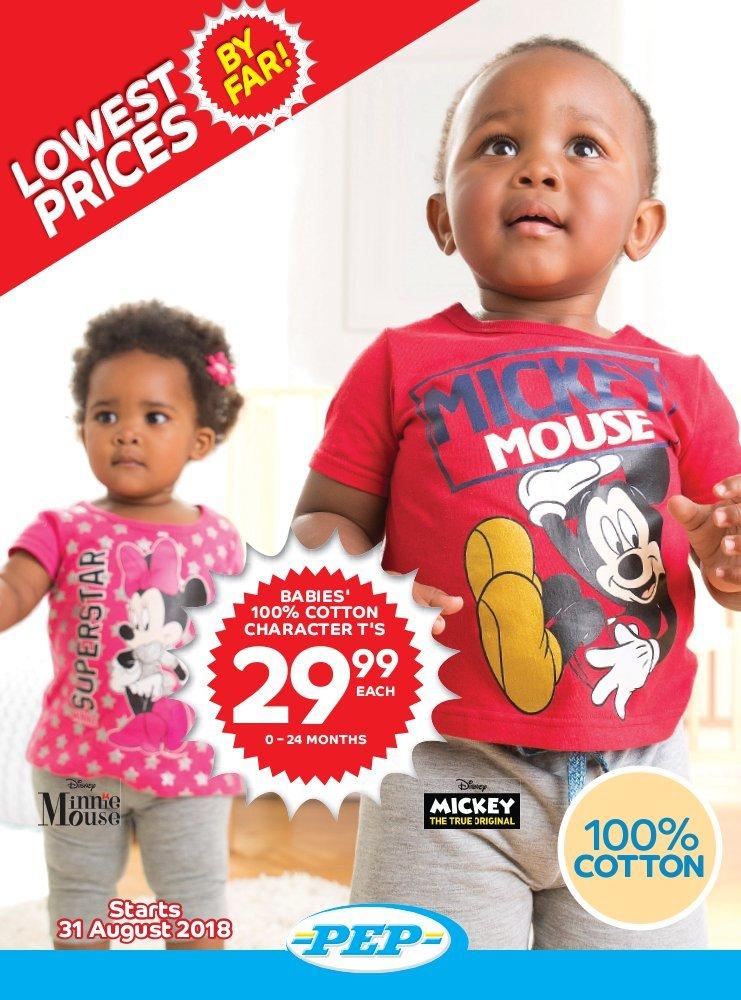 LOWEST
PRICES
BY
FAR!
MICKEY
MOUSE
SUPERSTAR
BABIES'
100% COTTON
CHARACTER T'S
29 99
EACH
0 – 24 MONTHS
Disney
Minnie
Mouse
Disney
MICKEY
THE TRUE ORIGINAL
100%
COTTON
Starts
31 August 2018
PEP